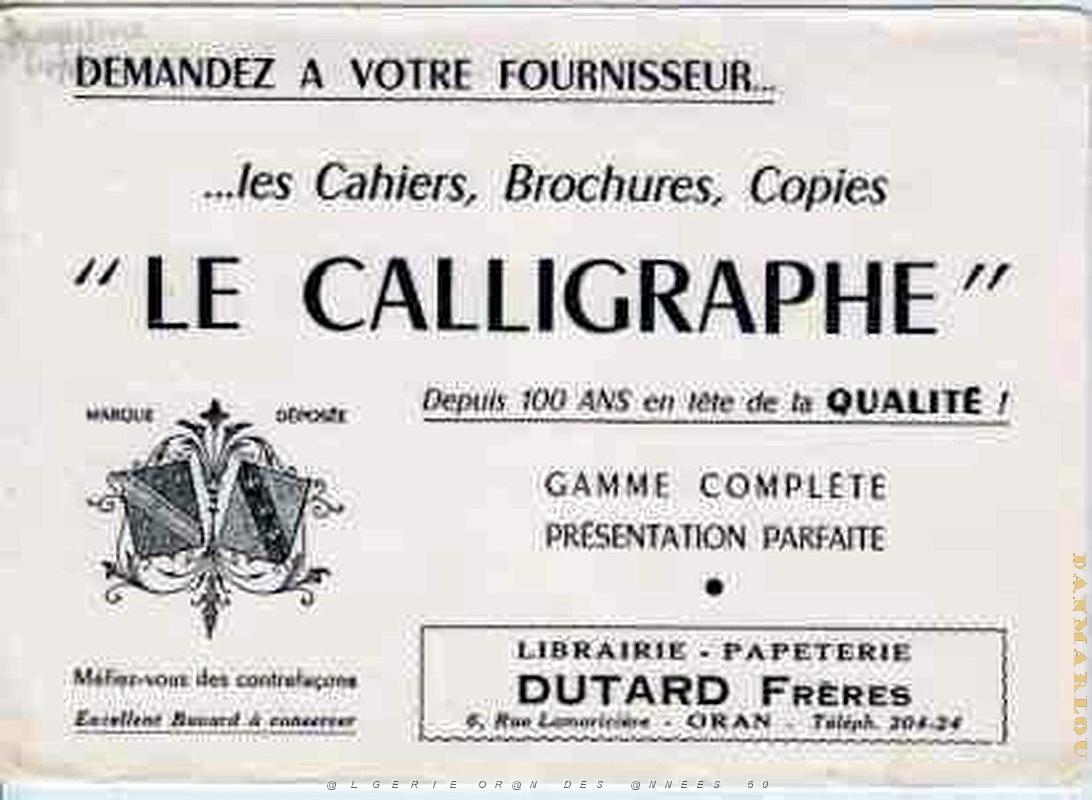 DEMANDEZ A VOTRE FOURNISSEUR...
...les Cahiers, Brochures, Copies
"LE CALLIGRAPHE"
Depuis 100 ANS en tête de la QUALITÉ !
MARQUE DÉPOSÉE
GAMME COMPLÈTE
PRÉSENTATION PARFAITE
LIBRAIRIE - PAPETERIE
DUTARD FRÈRES
6, Rue Lamoricière - ORAN - Téléph. 204-24
Méfiez-vous des contrefaçons
Excellent Buvard à conserver
DANMARLOU
@LGERIE OR@N DES @NNEES 50